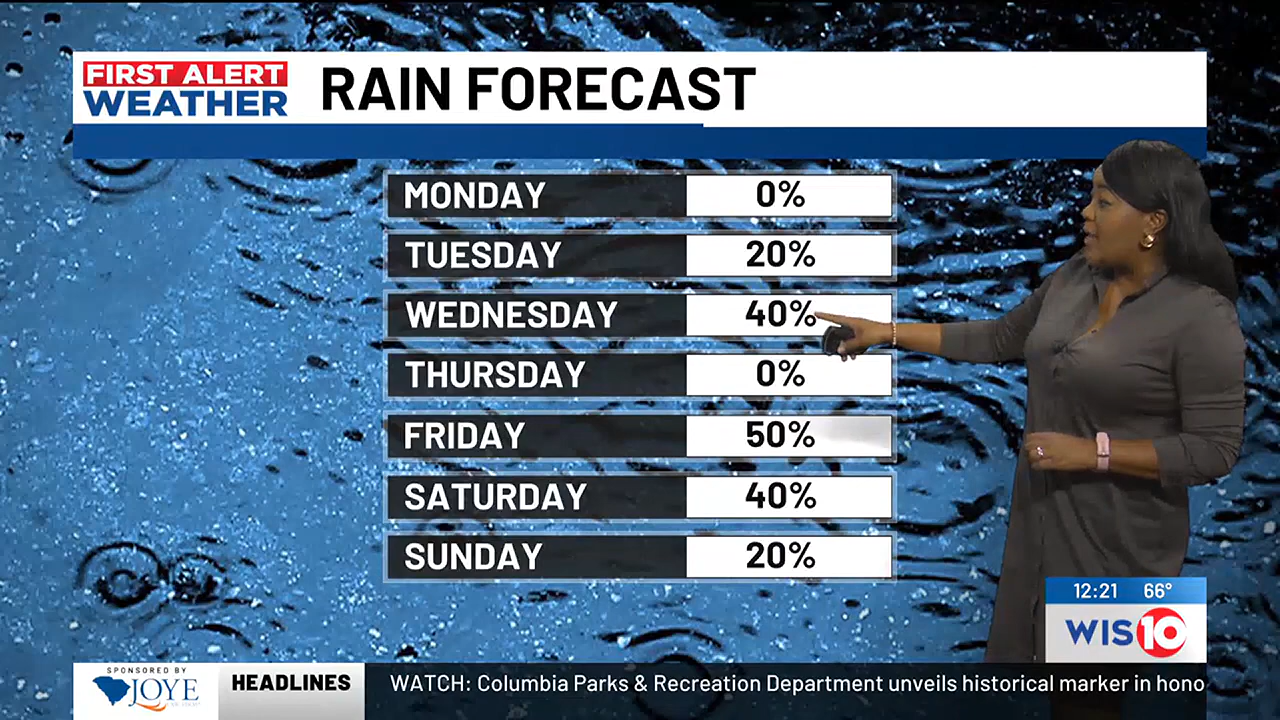 FIRST ALERT
WEATHER
RAIN FORECAST
MONDAY 0%
TUESDAY 20%
WEDNESDAY 40%
THURSDAY 0%
FRIDAY 50%
SATURDAY 40%
SUNDAY 20%
12:21 66°
WIS10
SPONSORED BY
JOYE
HEADLINES
WATCH: Columbia Parks & Recreation Department unveils historical marker in hono